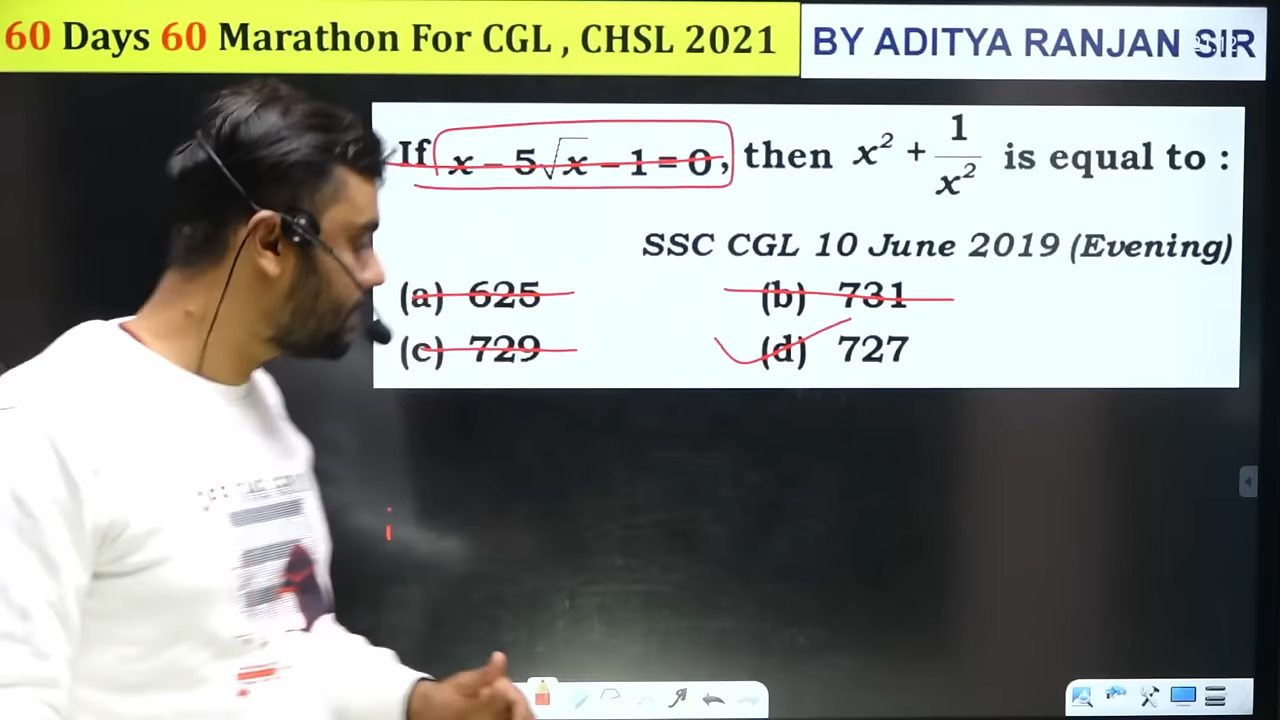 60 Days 60 Marathon For CGL , CHSL 2021
BY ADITYA RANJAN SIR
If x − 5√x − 1 = 0, then x² + 1/x² is equal to :
SSC CGL 10 June 2019 (Evening)
(a) 625 (b) 731
(c) 729 (d) 727